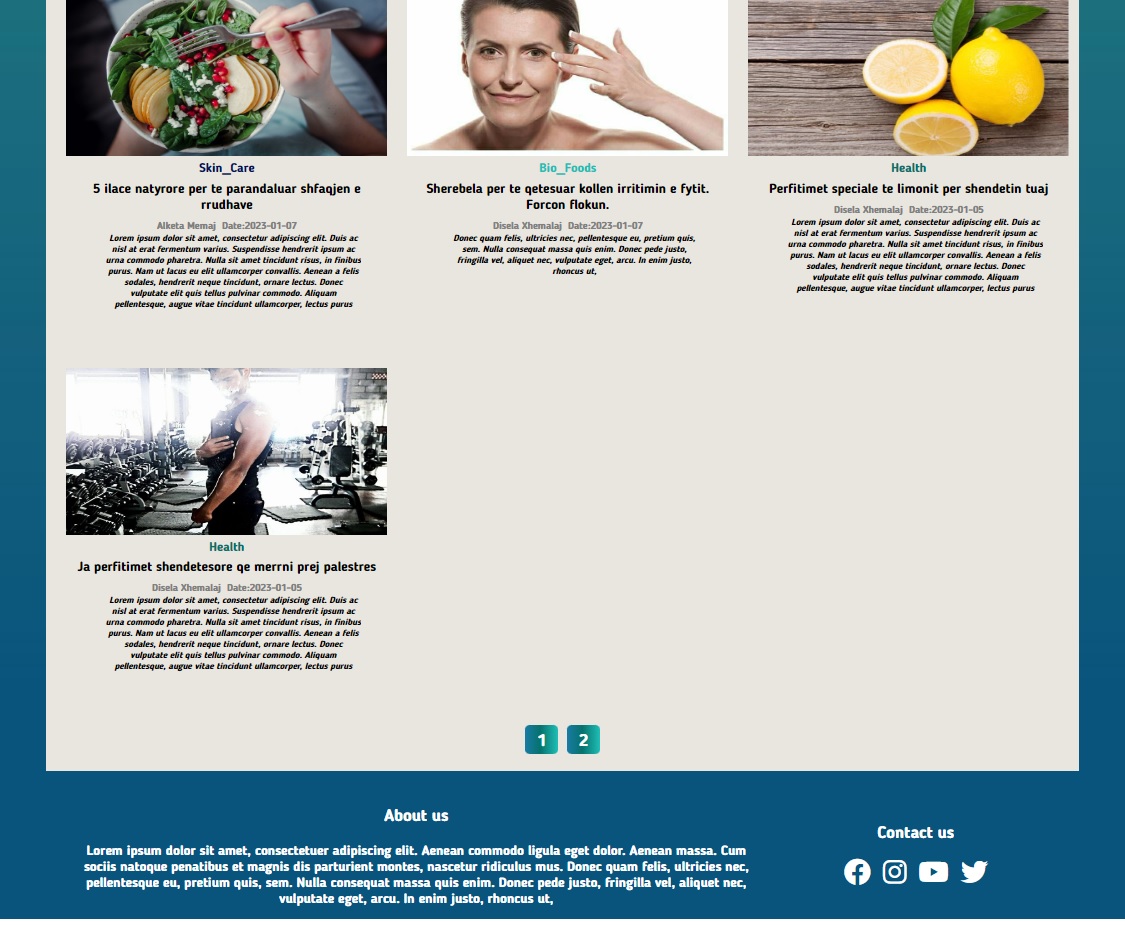 Skin_Care
5 ilace natyrore per te parandaluar shfaqjen e
rrudhave
Alketa Memaj Date:2023-01-07
Lorem ipsum dolor sit amet, consectetur adipiscing elit. Duis ac
nisl at erat fermentum varius. Suspendisse hendrerit ipsum ac
urna commodo pharetra. Nulla sit amet tincidunt risus, in finibus
purus. Nam ut lacus eu elit ullamcorper convallis. Aenean a felis
sodales, hendrerit neque tincidunt, ornare lectus. Donec
vulputate elit quis tellus pulvinar commodo. Aliquam
pellentesque, augue vitae tincidunt ullamcorper, lectus purus
Bio_Foods
Sherebela per te qetesuar kollen irritimin e fytit.
Forcon flokun.
Disela Xhemalaj Date:2023-01-07
Donec quam felis, ultricies nec, pellentesque eu, pretium quis,
sem. Nulla consequat massa quis enim. Donec pede justo,
fringilla vel, aliquet nec, vulputate eget, arcu. In enim justo,
rhoncus ut,
Health
Perfitimet speciale te limonit per shendetin tuaj
Disela Xhemalaj Date:2023-01-05
Lorem ipsum dolor sit amet, consectetur adipiscing elit. Duis ac
nisl at erat fermentum varius. Suspendisse hendrerit ipsum ac
urna commodo pharetra. Nulla sit amet tincidunt risus, in finibus
purus. Nam ut lacus eu elit ullamcorper convallis. Aenean a felis
sodales, hendrerit neque tincidunt, ornare lectus. Donec
vulputate elit quis tellus pulvinar commodo. Aliquam
pellentesque, augue vitae tincidunt ullamcorper, lectus purus
Health
Ja perfitimet shendetesore qe merrni prej palestres
Disela Xhemalaj Date:2023-01-05
Lorem ipsum dolor sit amet, consectetur adipiscing elit. Duis ac
nisl at erat fermentum varius. Suspendisse hendrerit ipsum ac
urna commodo pharetra. Nulla sit amet tincidunt risus, in finibus
purus. Nam ut lacus eu elit ullamcorper convallis. Aenean a felis
sodales, hendrerit neque tincidunt, ornare lectus. Donec
vulputate elit quis tellus pulvinar commodo. Aliquam
pellentesque, augue vitae tincidunt ullamcorper, lectus purus
1 2
About us
Lorem ipsum dolor sit amet, consectetuer adipiscing elit. Aenean commodo ligula eget dolor. Aenean massa. Cum
sociis natoque penatibus et magnis dis parturient montes, nascetur ridiculus mus. Donec quam felis, ultricies nec,
pellentesque eu, pretium quis, sem. Nulla consequat massa quis enim. Donec pede justo, fringilla vel, aliquet nec,
vulputate eget, arcu. In enim justo, rhoncus ut,
Contact us